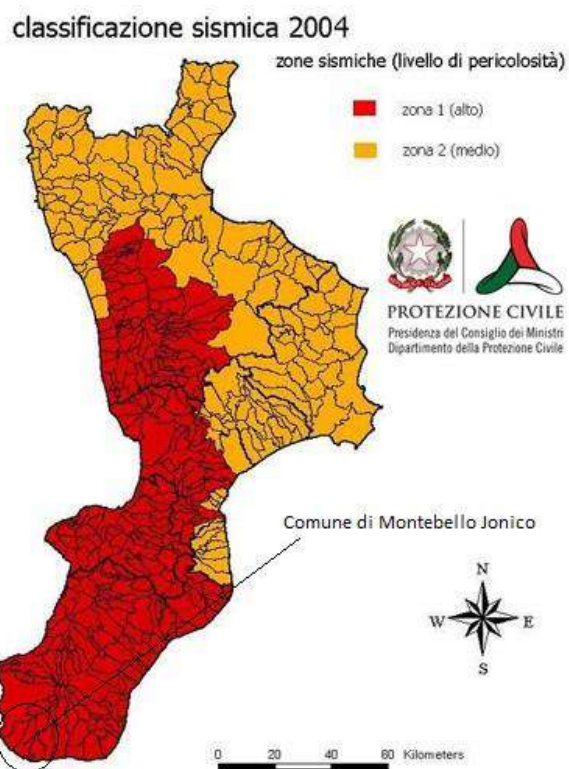 classificazione sismica 2004
zone sismiche (livello di pericolosità)
zona 1 (alto)
zona 2 (medio)
PROTEZIONE CIVILE
Presidenza del Consiglio dei Ministri
Dipartimento della Protezione Civile
Comune di Montebello Jonico
N
W E
S
0 20 40 60 Kilometers